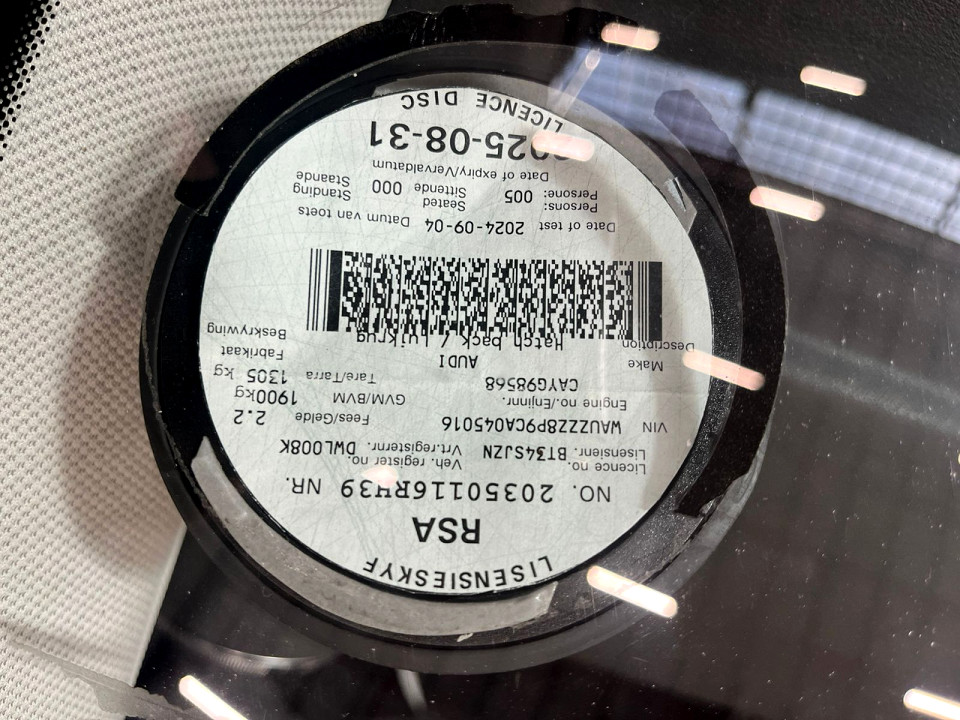 LISENSIESKYF
RSA
NO. 20350116RH39 NR.
Licence no. Lisensienr. BT34SJZN Veh. register no. Vrt.registernr. DWL008K
VIN WAUZZZ8P9CA045016 Fees/Gelde 2.2
Engine no./Enjinnr. CAYG98568 GVM/BVM 1900kg
Tare/Tarra 1305 kg
Make AUDI Fabrikaat
Description Hatch back / Luikrug Beskrywing
Date of test 2024-09-04 Datum van toets
Persons: Persone: 005 Seated Sittende 000 Standing Staande
Date of expiry/Vervaldatum
2025-08-31
LICENCE DISC